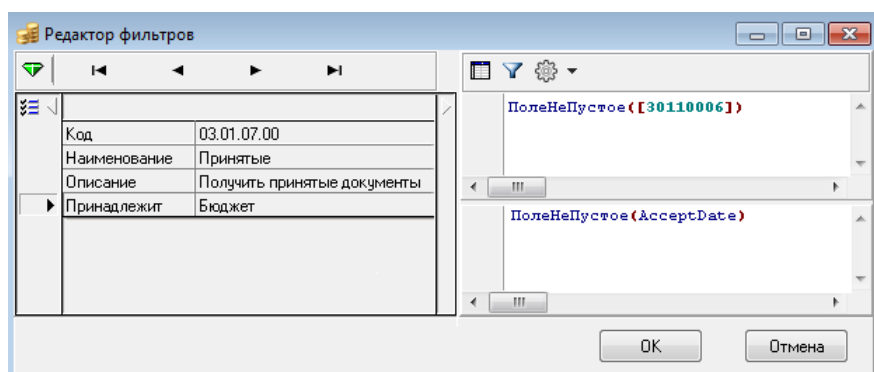 Редактор фильтров
Код 03.01.07.00
Наименование Принятые
Описание Получить принятые документы
Принадлежит Бюджет
ПолеНеПустое([30110006])
ПолеНеПустое(AcceptDate)
ОК Отмена